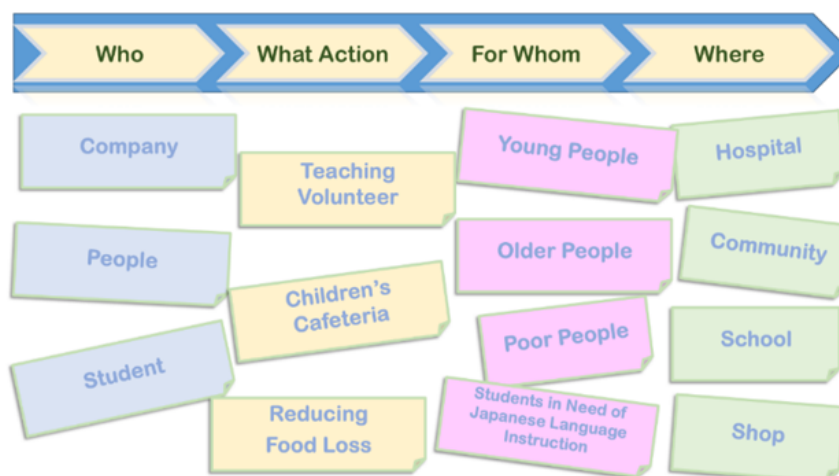 Who
What Action
For Whom
Where
Company
People
Student
Teaching
Volunteer
Children's
Cafeteria
Reducing
Food Loss
Young People
Older People
Poor People
Students in Need of
Japanese Language
Instruction
Hospital
Community
School
Shop